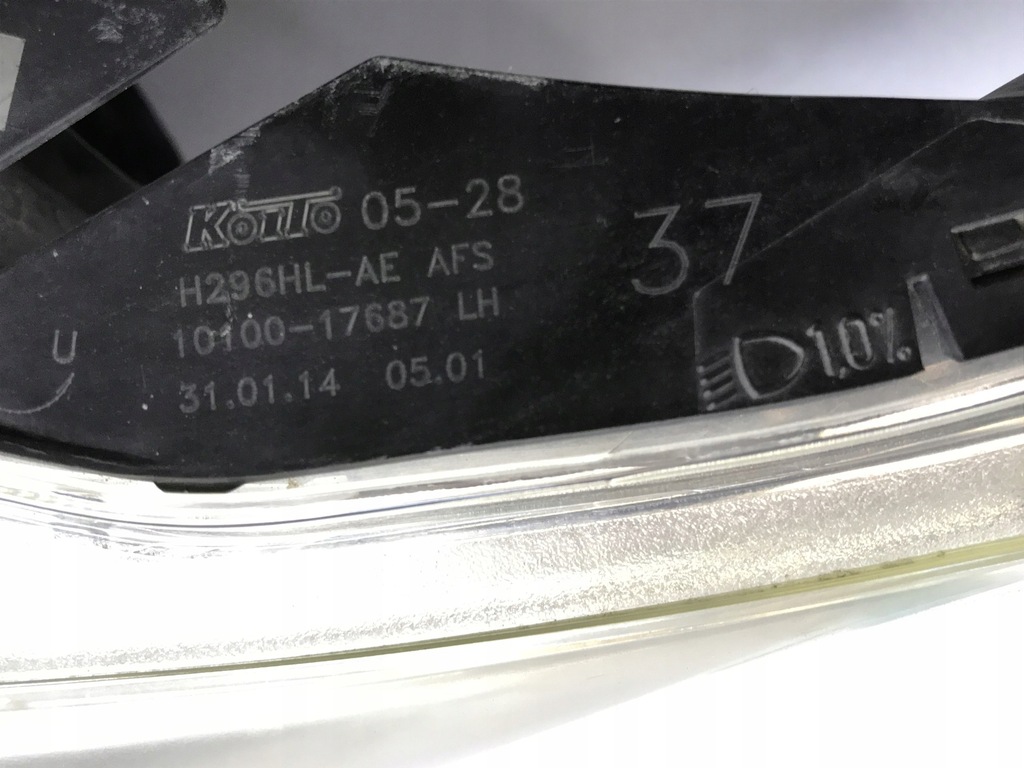 KOITO 05-28
H296HL-AE AFS
10100-17687 LH
31.01.14 05.01
37
1.0%
U